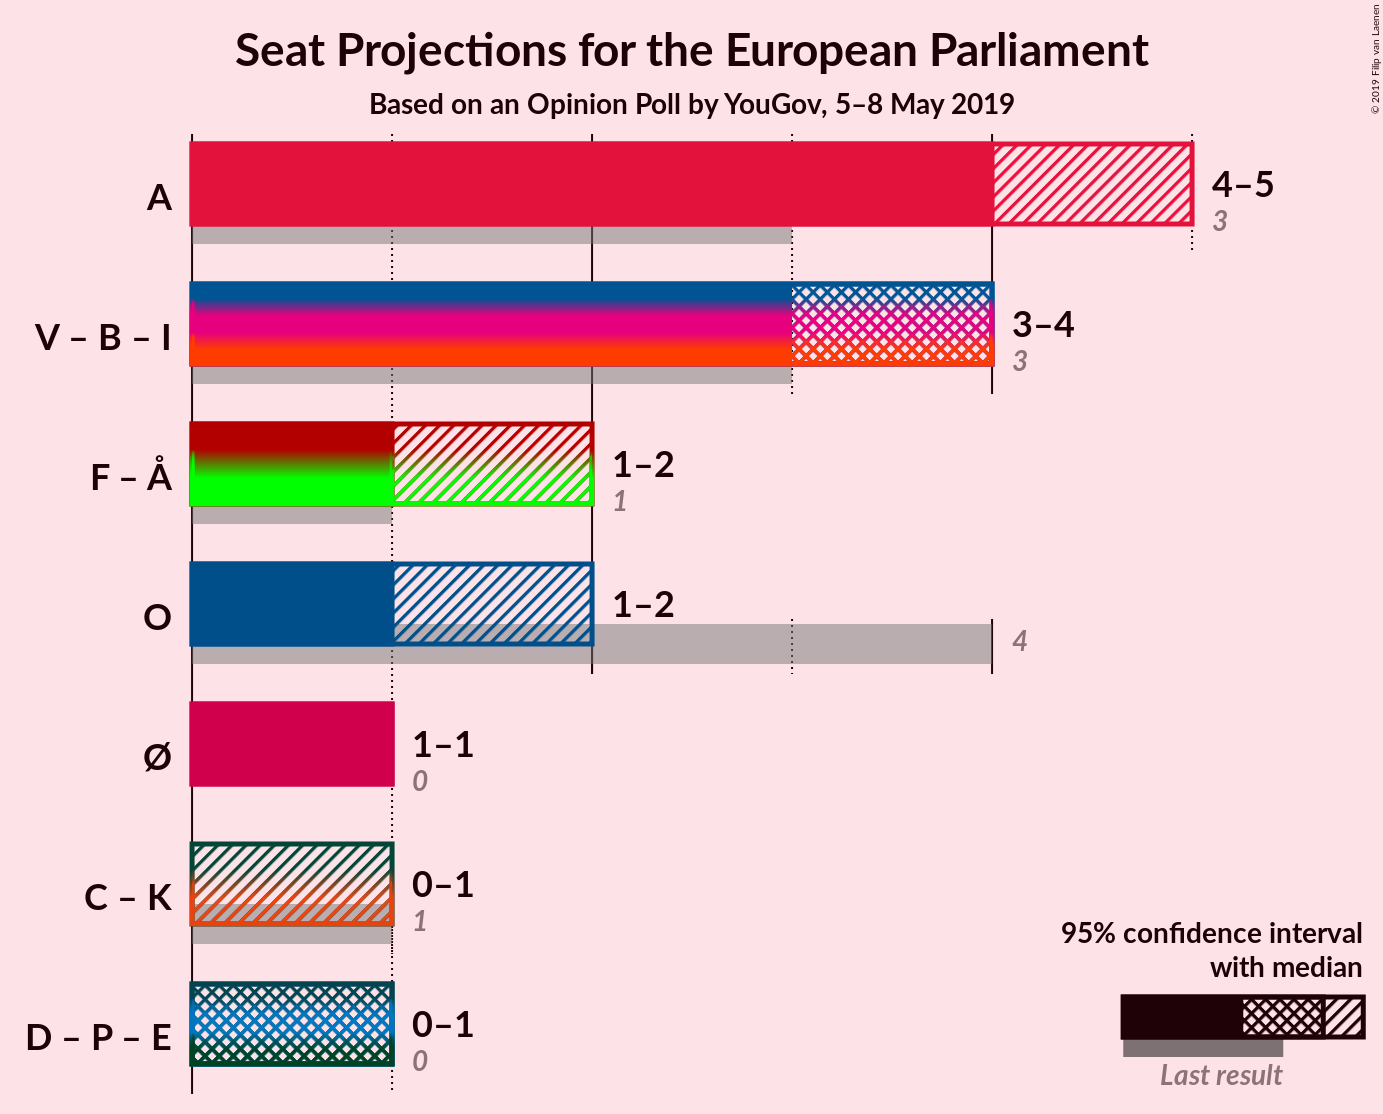 Seat Projections for the European Parliament
Based on an Opinion Poll by YouGov, 5–8 May 2019
© 2019 Filip van Laenen
A
4–5
3
V – B – I
3–4
3
F – Å
1–2
1
O
1–2
4
Ø
1–1
0
C – K
0–1
1
D – P – E
0–1
0
95% confidence interval
with median
Last result